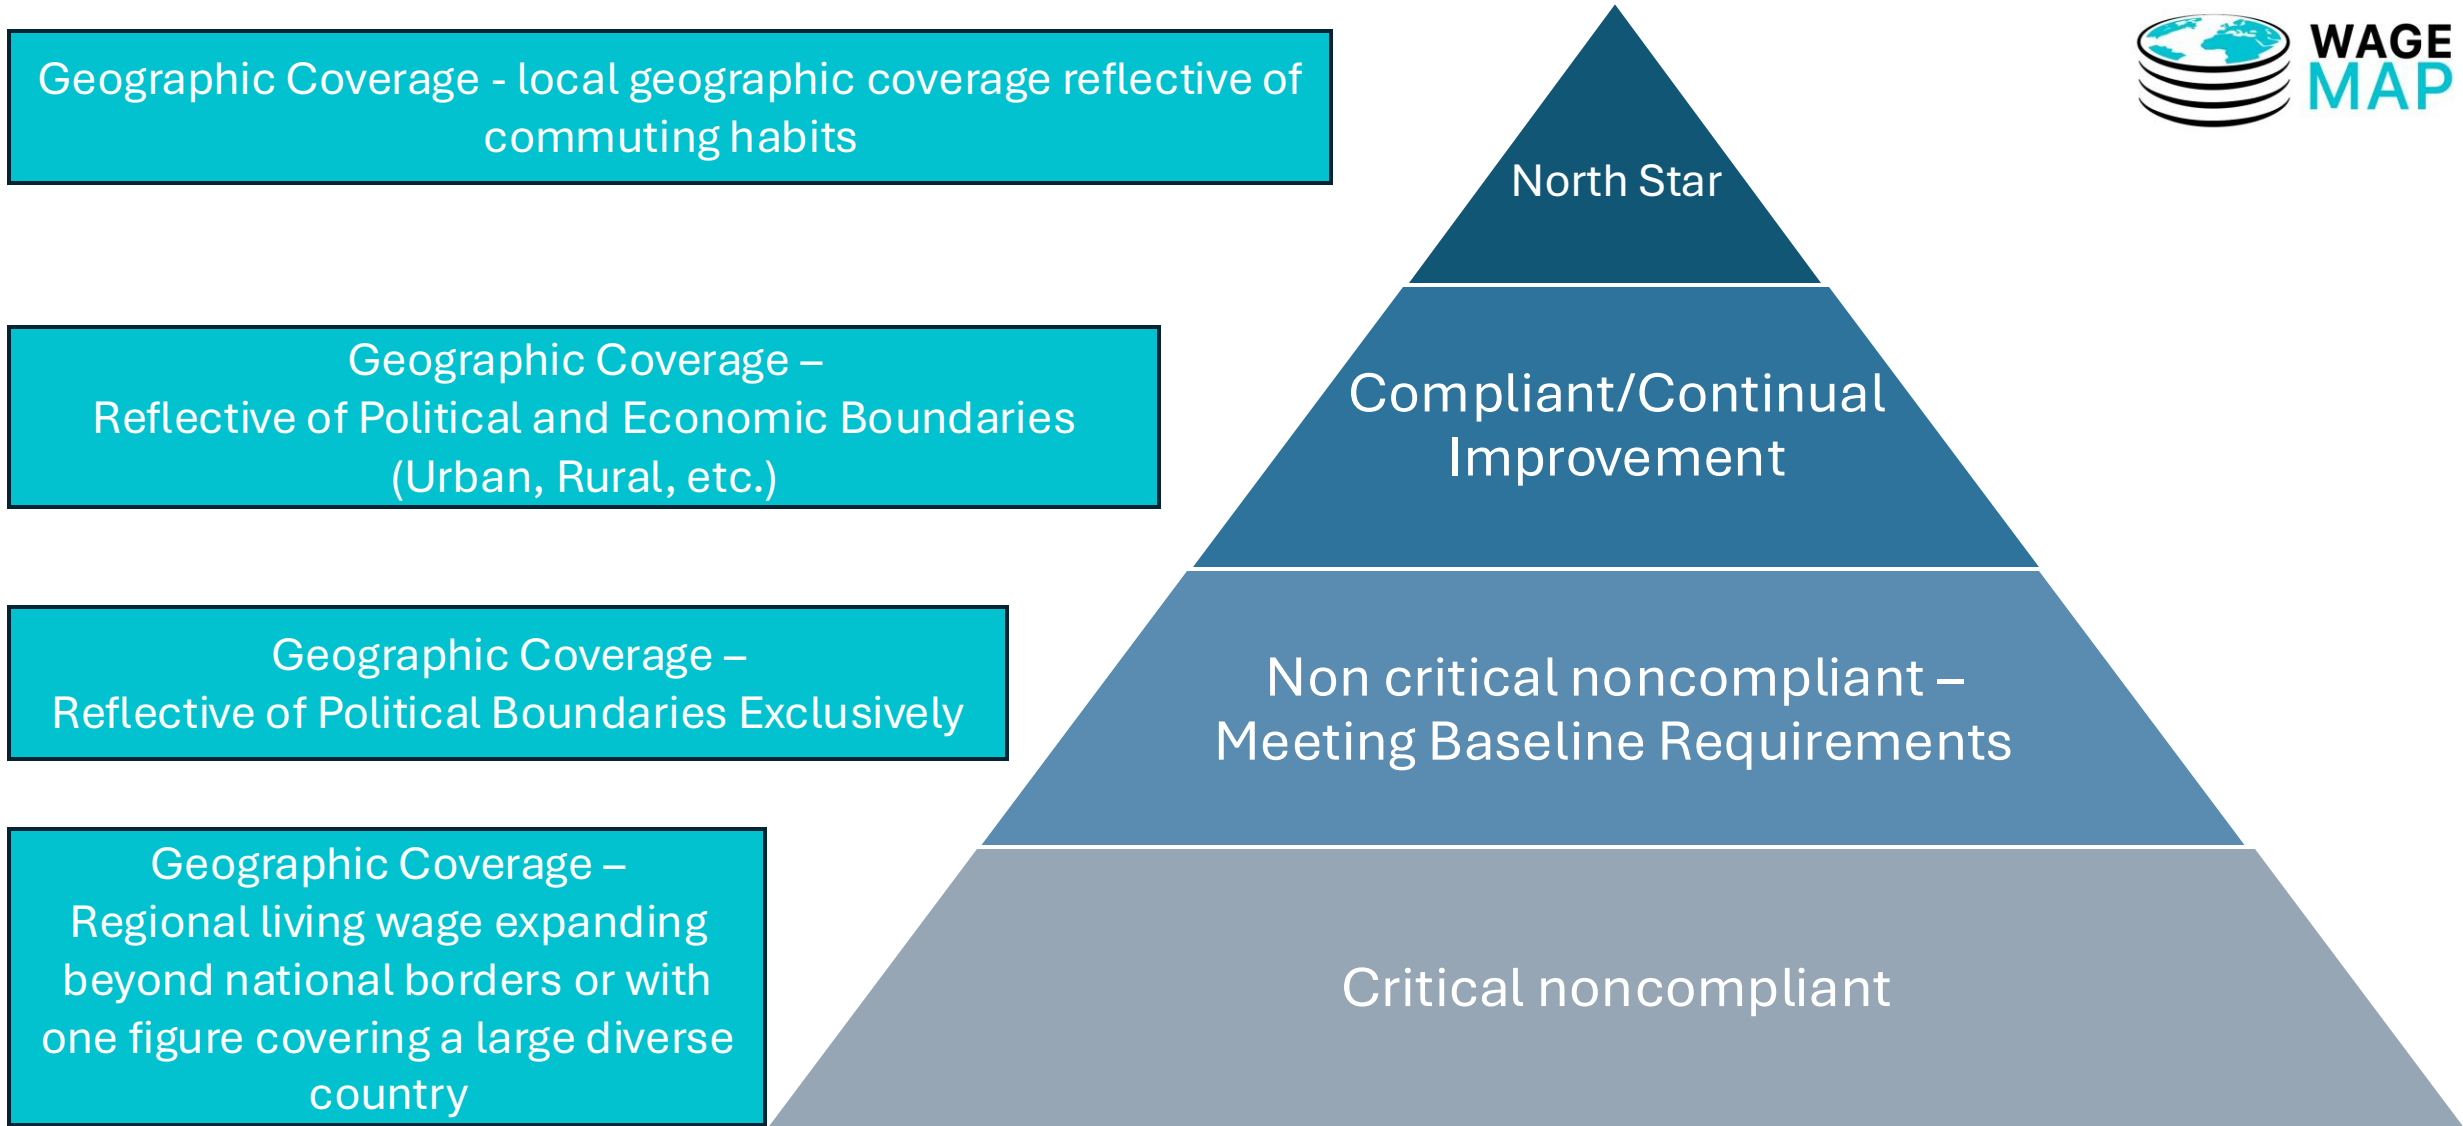 Geographic Coverage - local geographic coverage reflective of
commuting habits
North Star
WAGE
MAP
Geographic Coverage –
Reflective of Political and Economic Boundaries
(Urban, Rural, etc.)
Compliant/Continual
Improvement
Geographic Coverage –
Reflective of Political Boundaries Exclusively
Non critical noncompliant –
Meeting Baseline Requirements
Geographic Coverage –
Regional living wage expanding
beyond national borders or with
one figure covering a large diverse
country
Critical noncompliant